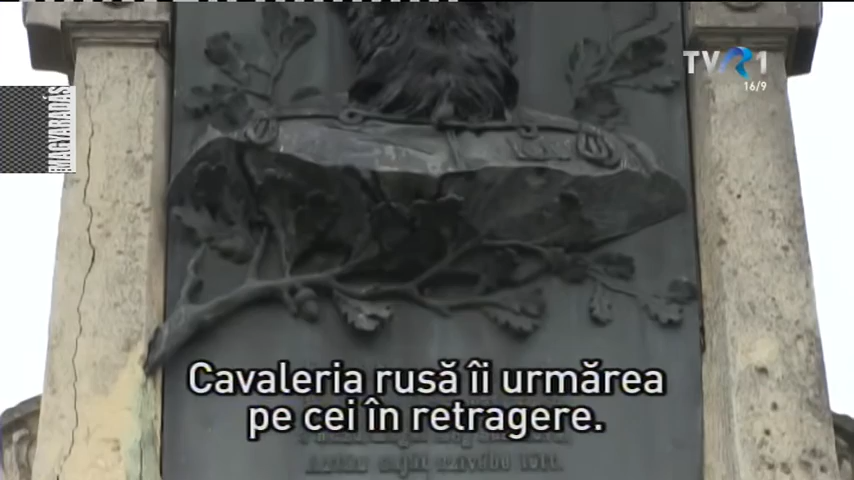 TVR1
16/9
MAGYARADÁS
Cavaleria rusă îi urmărea
pe cei în retragere.